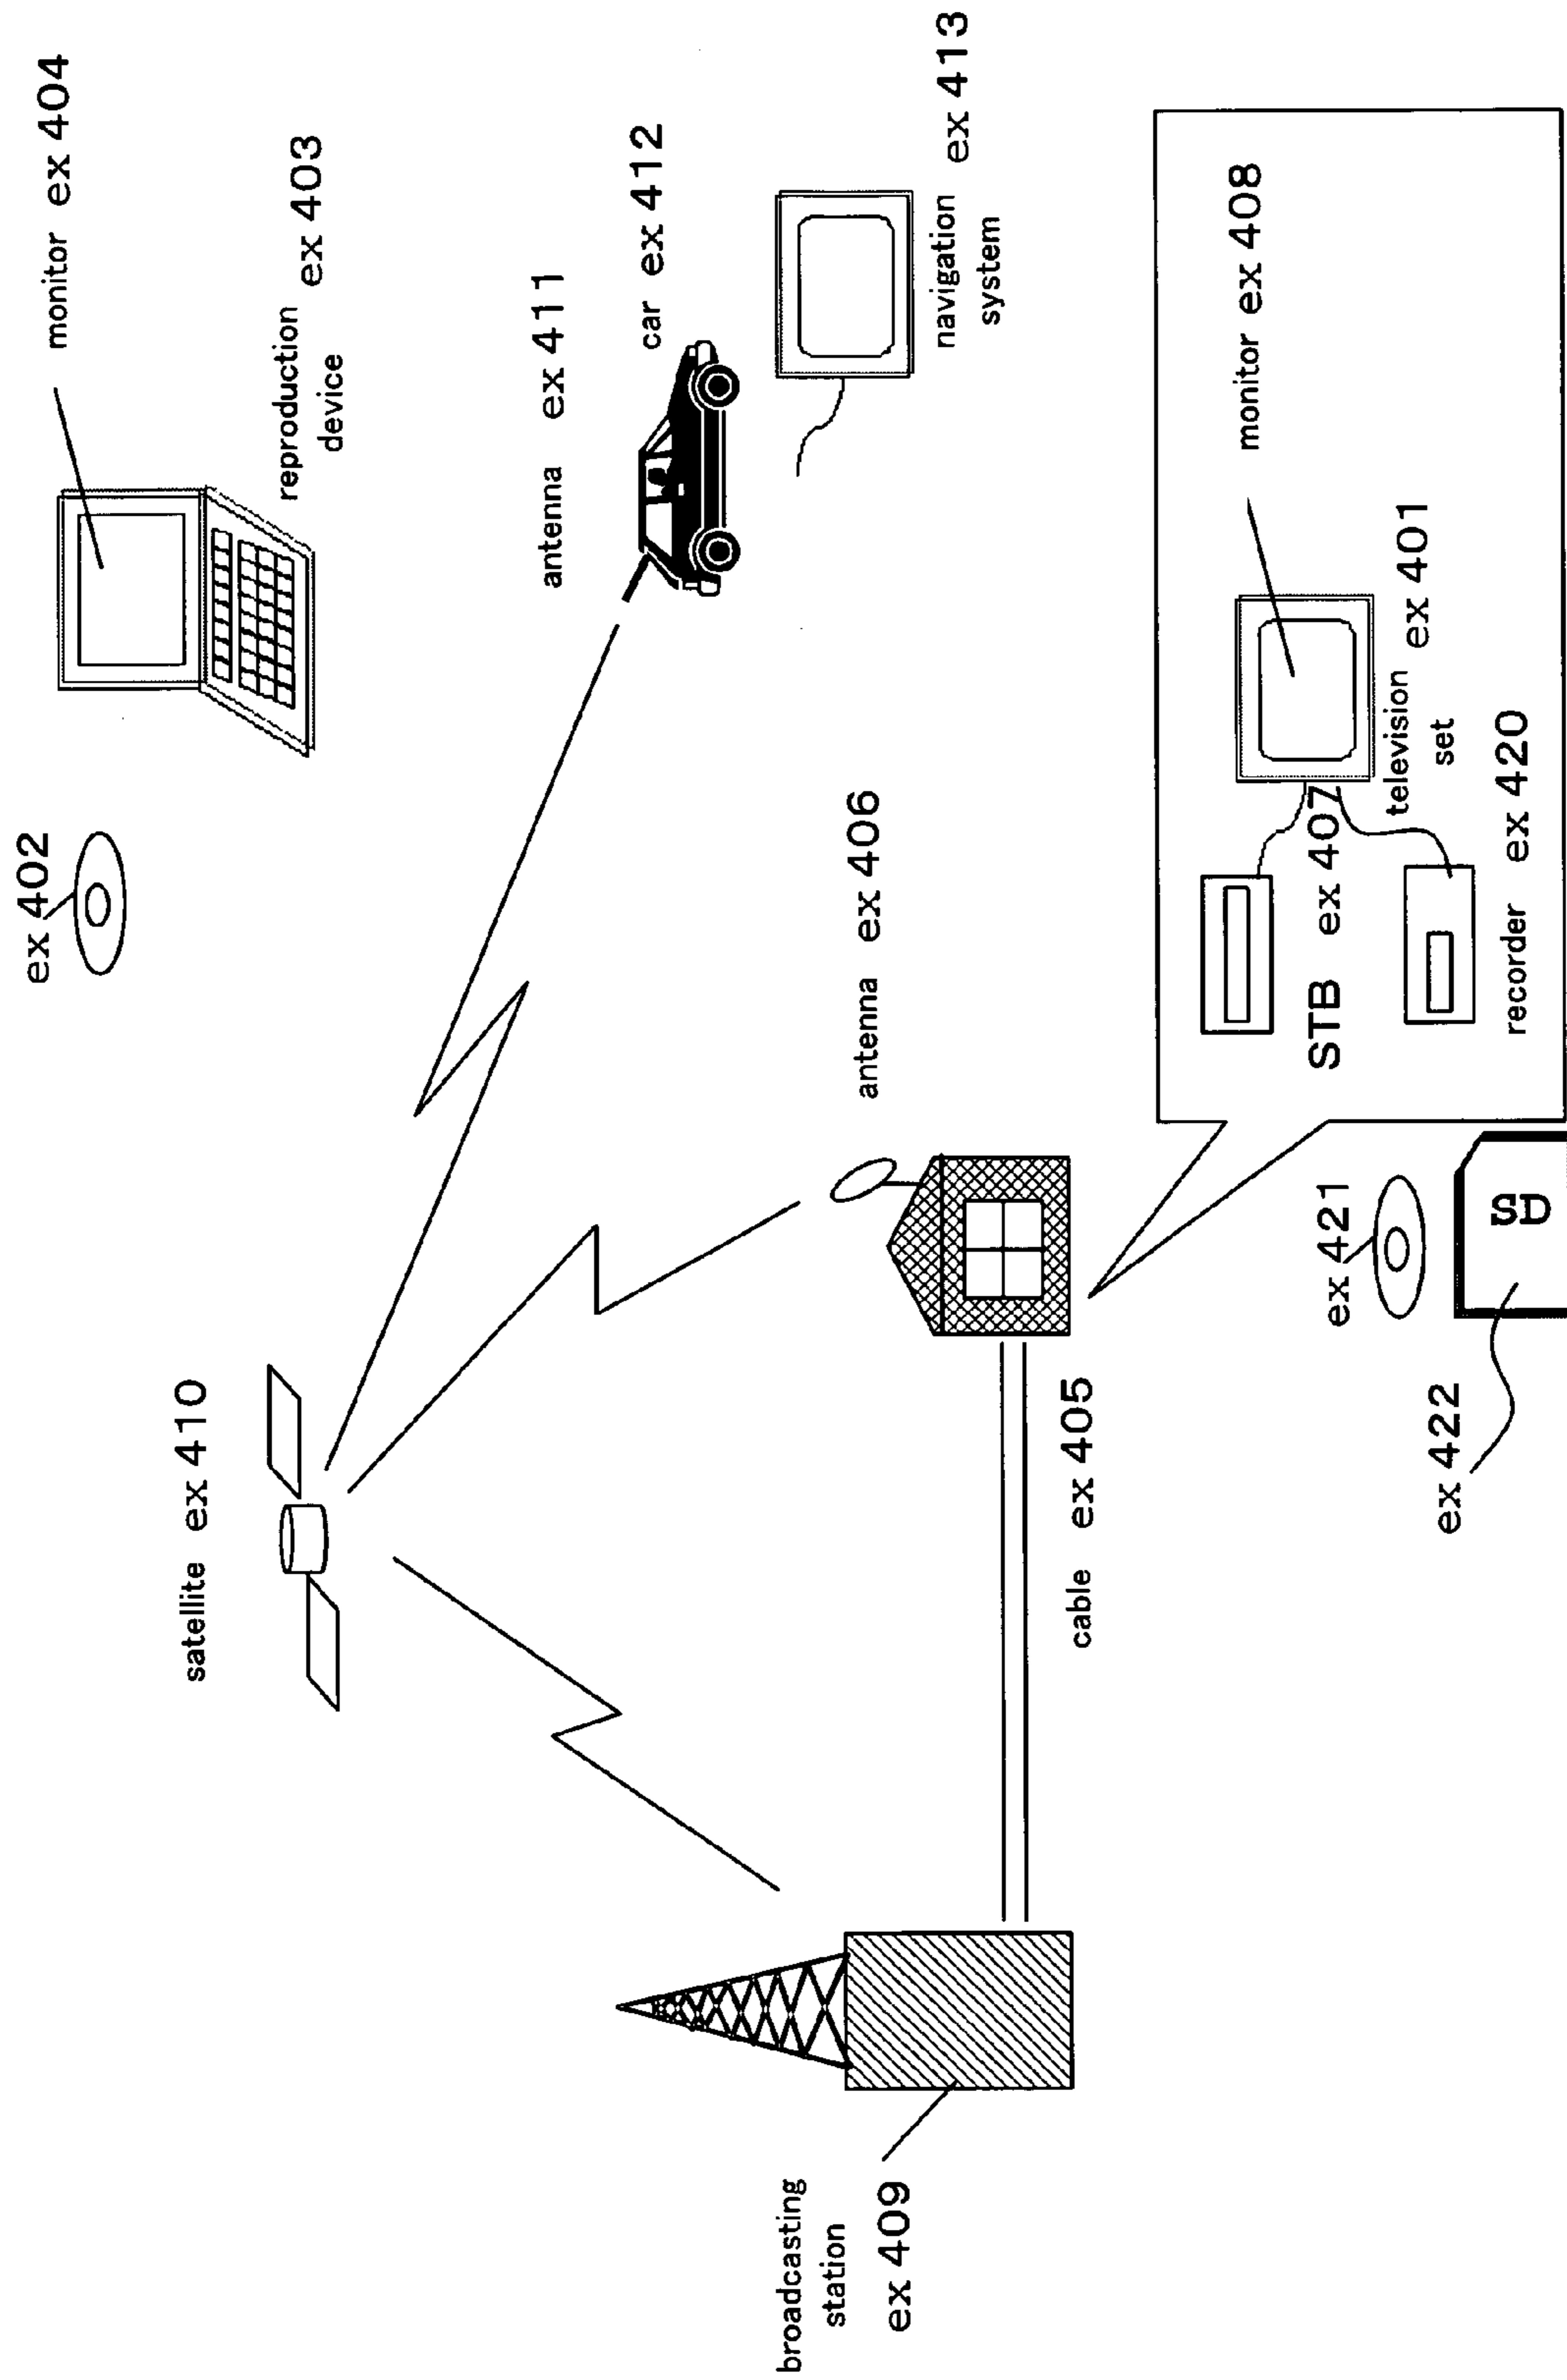 monitor ex 404
ex 402
reproduction ex 403
device
satellite ex 410
antenna ex 411
car ex 412
navigation ex 413
system
antenna ex 406
broadcasting
station
ex 409
cable ex 405
monitor ex 408
STB ex 407
television ex 401
set
recorder ex 420
ex 421
ex 422
SD